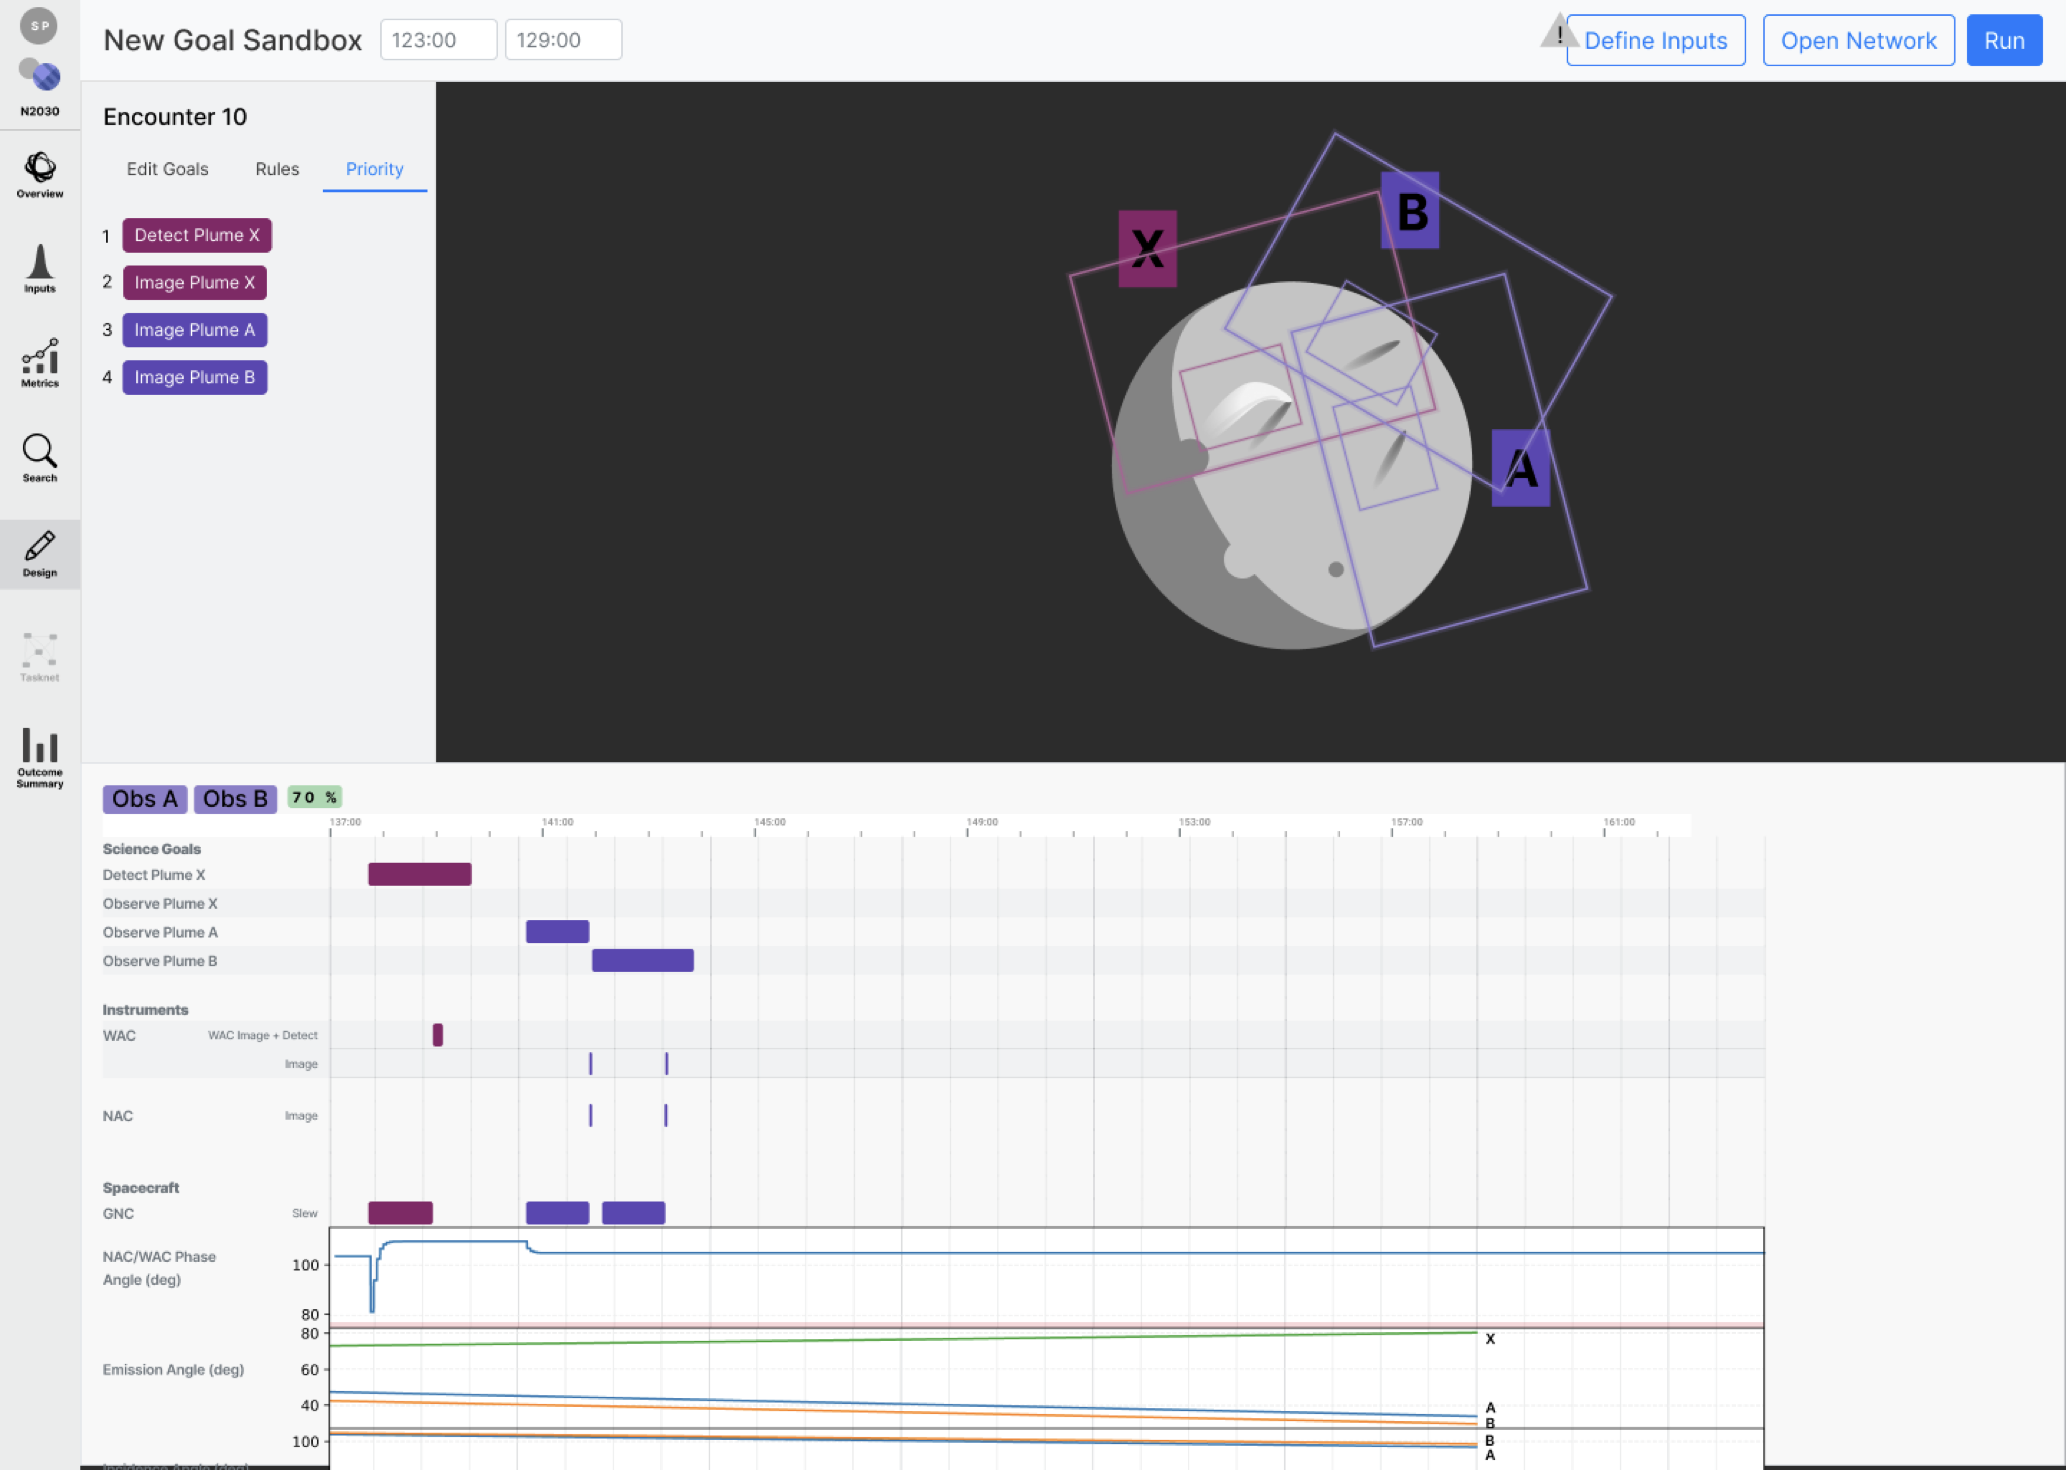 SP
N2030
Overview
Inputs
Metrics
Search
Design
Tasknet
Outcome
Summary
New Goal Sandbox
123:00
129:00
!
Define Inputs
Open Network
Run
Encounter 10
Edit Goals
Rules
Priority
1 Detect Plume X
2 Image Plume X
3 Image Plume A
4 Image Plume B
X
B
A
Obs A Obs B 70 %
137:00 141:00 145:00 149:00 153:00 157:00 161:00
Science Goals
Detect Plume X
Observe Plume X
Observe Plume A
Observe Plume B
Instruments
WAC WAC Image + Detect
Image
NAC Image
Spacecraft
GNC Slew
NAC/WAC Phase
Angle (deg)
100
80
80
X
Emission Angle (deg) 60
40
A
B
100
B
A
Incidence Angle (deg)